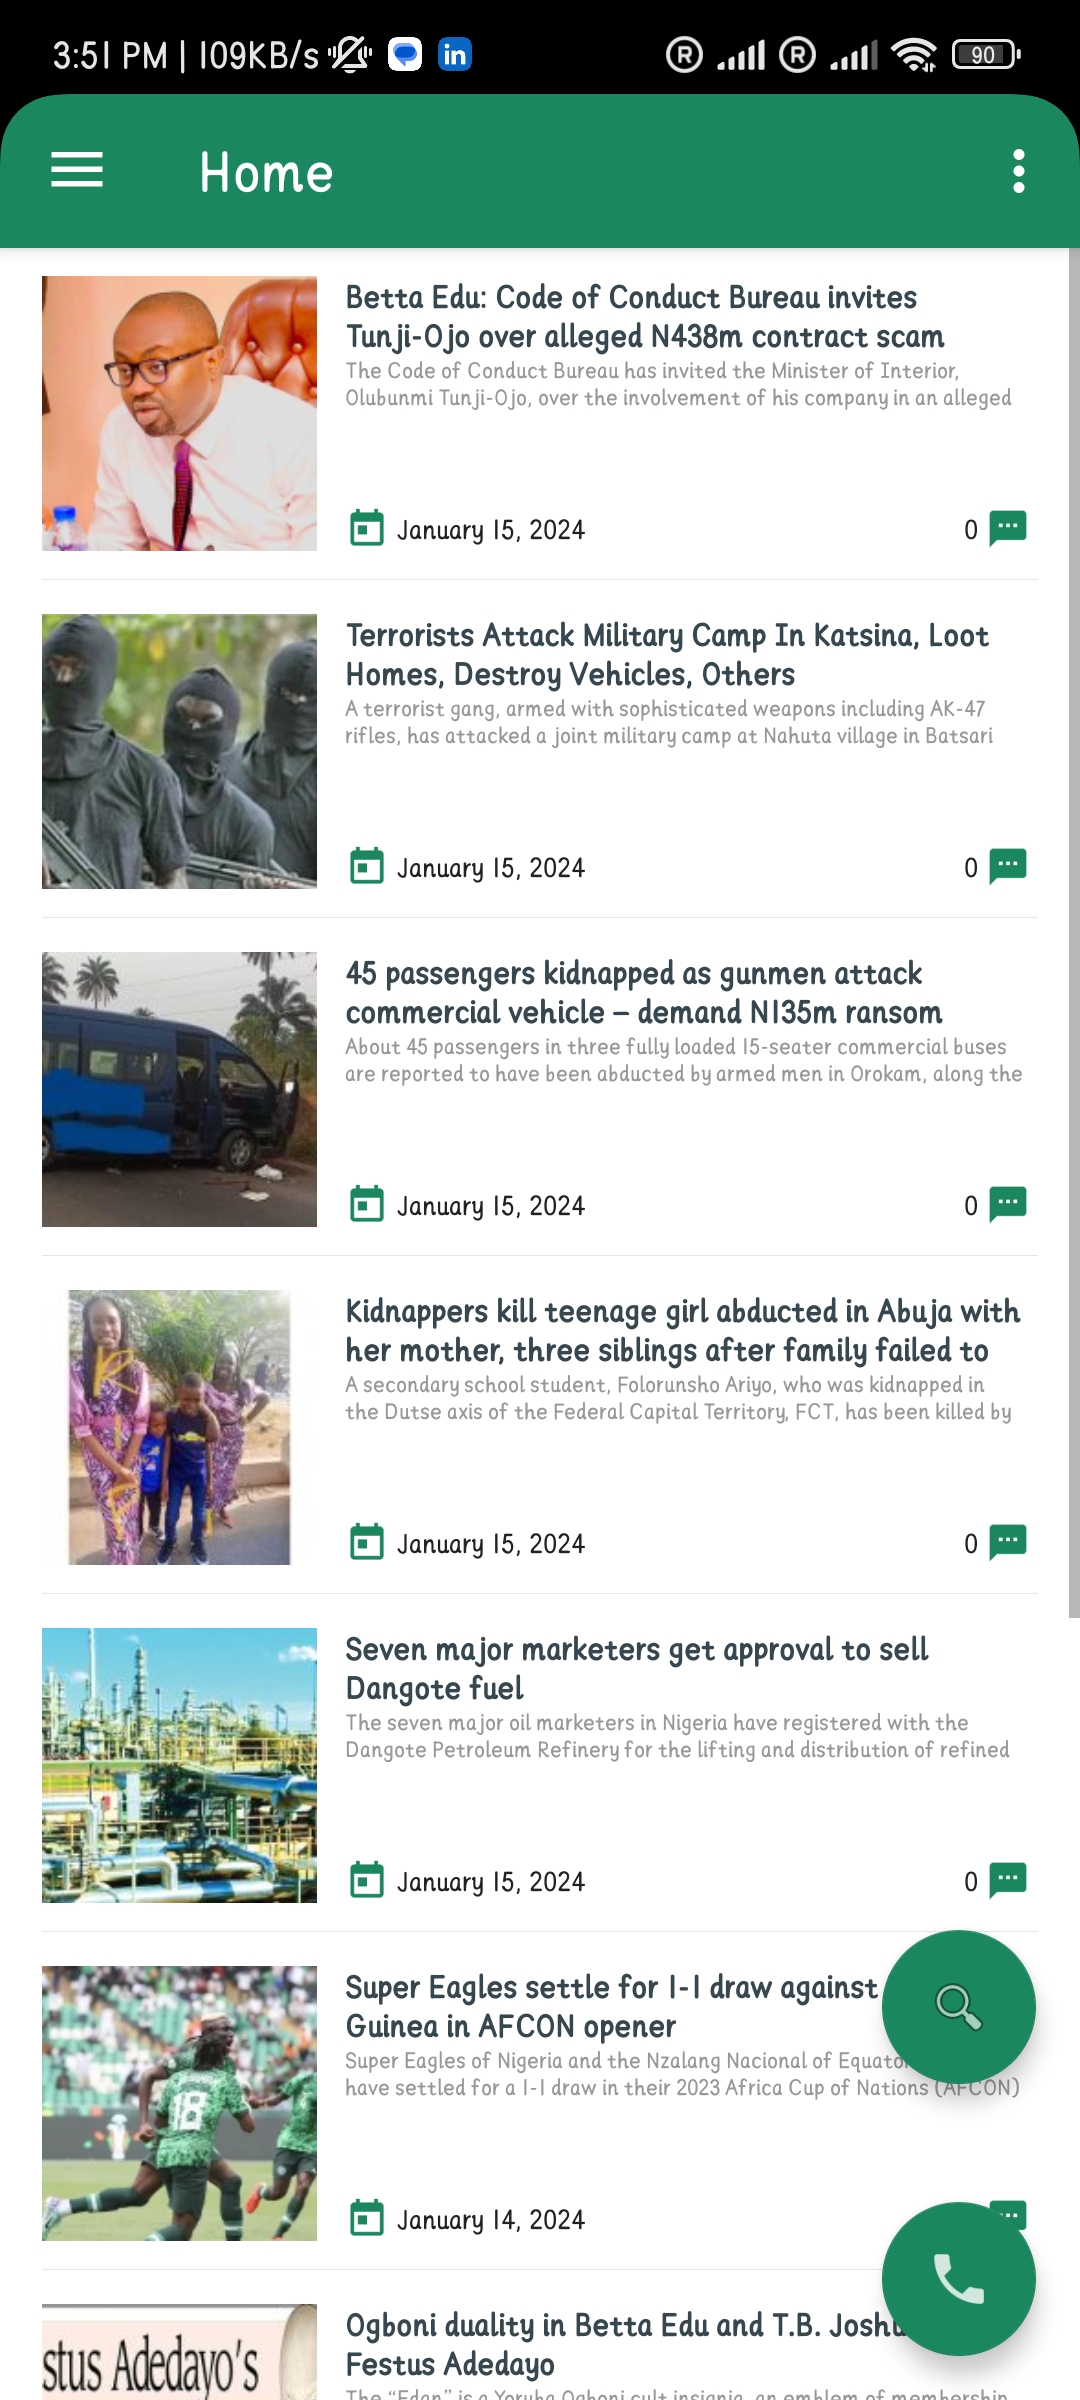 3:51 PM | 109KB/s
90
Home
Betta Edu: Code of Conduct Bureau invites
Tunji-Ojo over alleged N438m contract scam
The Code of Conduct Bureau has invited the Minister of Interior,
Olubunmi Tunji-Ojo, over the involvement of his company in an alleged
January 15, 2024
0
Terrorists Attack Military Camp In Katsina, Loot
Homes, Destroy Vehicles, Others
A terrorist gang, armed with sophisticated weapons including AK-47
rifles, has attacked a joint military camp at Nahuta village in Batsari
January 15, 2024
0
45 passengers kidnapped as gunmen attack
commercial vehicle – demand N135m ransom
About 45 passengers in three fully loaded 15-seater commercial buses
are reported to have been abducted by armed men in Orokam, along the
January 15, 2024
0
Kidnappers kill teenage girl abducted in Abuja with
her mother, three siblings after family failed to
A secondary school student, Folorunsho Ariyo, who was kidnapped in
the Dutse axis of the Federal Capital Territory, FCT, has been killed by
January 15, 2024
0
Seven major marketers get approval to sell
Dangote fuel
The seven major oil marketers in Nigeria have registered with the
Dangote Petroleum Refinery for the lifting and distribution of refined
January 15, 2024
0
Super Eagles settle for 1-1 draw against
Guinea in AFCON opener
Super Eagles of Nigeria and the Nzalang Nacional of
have settled for a 1-1 draw in their 2023 Africa Cup of Nations (AFCON)
18
January 14, 2024
Ogboni duality in Betta Edu and T.B.
Festus Adedayo
stus Adedayo's
The “Edan” is a Yoruba Ogboni cult insignia, an emblem of membership